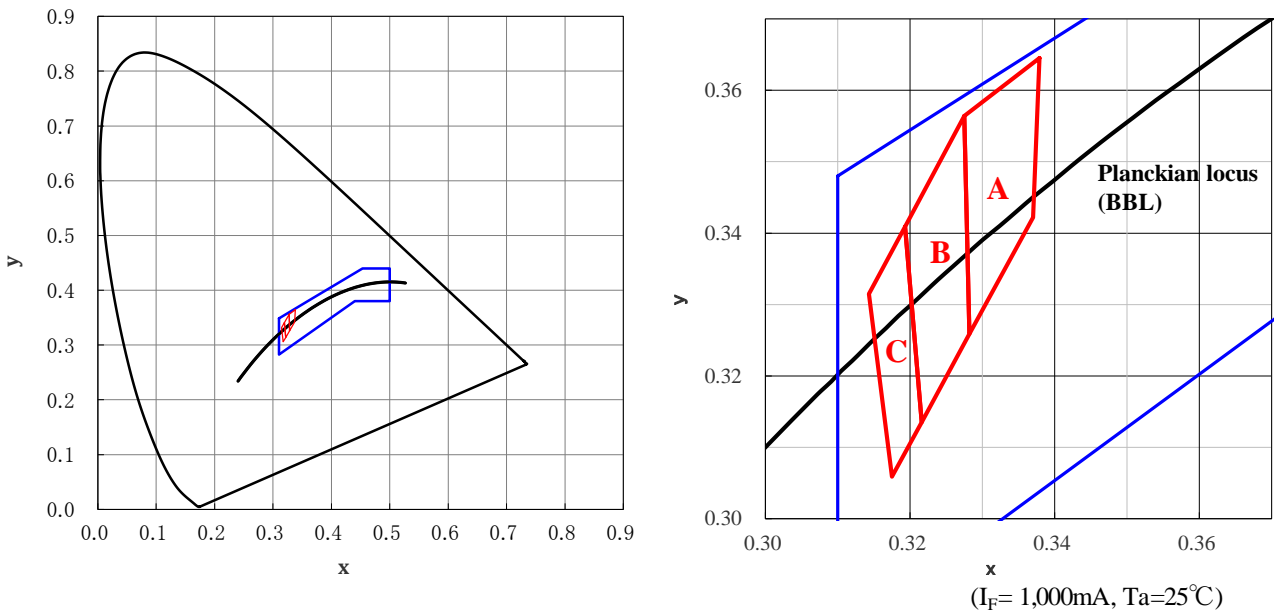 0.9
0.8
0.7
0.6
0.5
0.4
0.3
0.2
0.1
0.0
y
0.0 0.1 0.2 0.3 0.4 0.5 0.6 0.7 0.8 0.9
x
0.36
0.34
0.32
0.30
y
A
B
C
Planckian locus
(BBL)
0.30 0.32 0.34 0.36
x
(IF= 1,000mA, Ta=25℃)